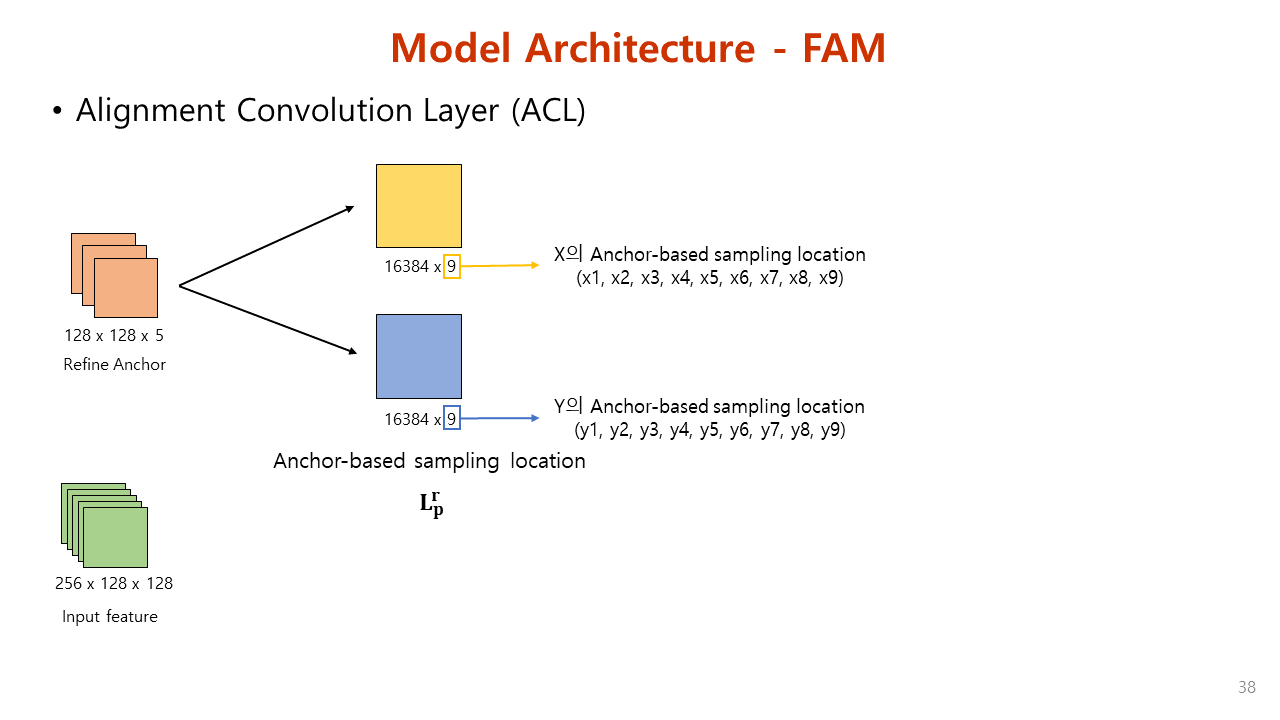 Model Architecture - FAM
• Alignment Convolution Layer (ACL)
16384 x 9
X의 Anchor-based sampling location
(x1, x2, x3, x4, x5, x6, x7, x8, x9)
128 x 128 x 5
Refine Anchor
16384 x 9
Y의 Anchor-based sampling location
(y1, y2, y3, y4, y5, y6, y7, y8, y9)
Anchor-based sampling location
L_p^r
256 x 128 x 128
Input feature
38